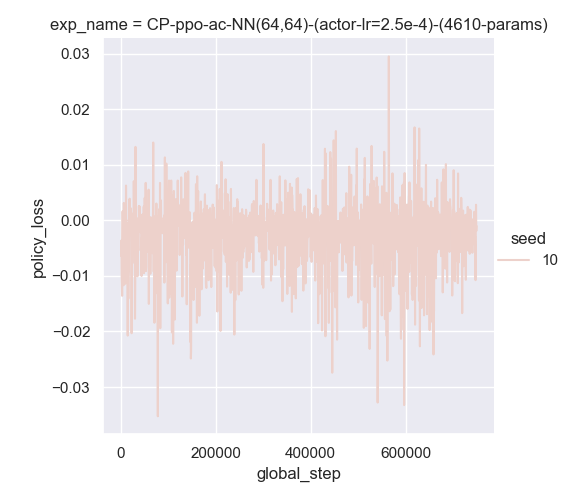 exp_name = CP-ppo-ac-NN(64,64)-(actor-lr=2.5e-4)-(4610-params)
0.03
0.02
0.01
0.00
−0.01
−0.02
−0.03
policy_loss
0 200000 400000 600000
global_step
seed
10